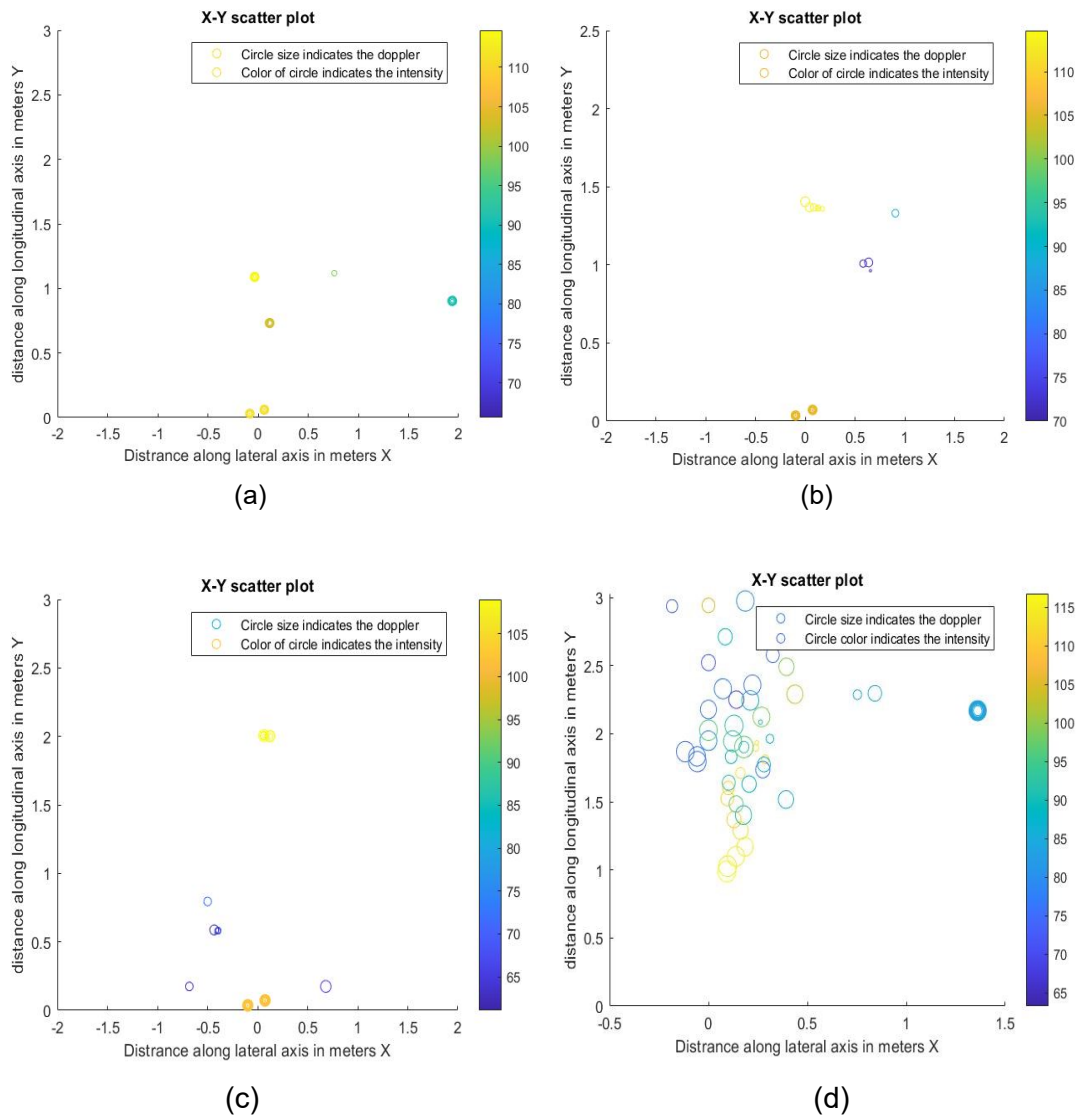 X-Y scatter plot
Circle size indicates the doppler
Color of circle indicates the intensity
distance along longitudinal axis in meters Y
3
2.5
2
1.5
1
0.5
0
-2 -1.5 -1 -0.5 0 0.5 1 1.5 2
Distrance along lateral axis in meters X
110
105
100
95
90
85
80
75
70
(a)
X-Y scatter plot
Circle size indicates the doppler
Color of circle indicates the intensity
distance along longitudinal axis in meters Y
2.5
2
1.5
1
0.5
0
-2 -1.5 -1 -0.5 0 0.5 1 1.5 2
Distrance along lateral axis in meters X
110
105
100
95
90
85
80
75
70
(b)
X-Y scatter plot
Circle size indicates the doppler
Color of circle indicates the intensity
distance along longitudinal axis in meters Y
3
2.5
2
1.5
1
0.5
0
-2 -1.5 -1 -0.5 0 0.5 1 1.5 2
Distrance along lateral axis in meters X
105
100
95
90
85
80
75
70
65
(c)
X-Y scatter plot
Circle size indicates the doppler
Circle color indicates the intensity
distance along longitudinal axis in meters Y
3
2.5
2
1.5
1
0.5
0
-0.5 0 0.5 1 1.5
Distrance along lateral axis in meters X
115
110
105
100
95
90
85
80
75
70
65
(d)